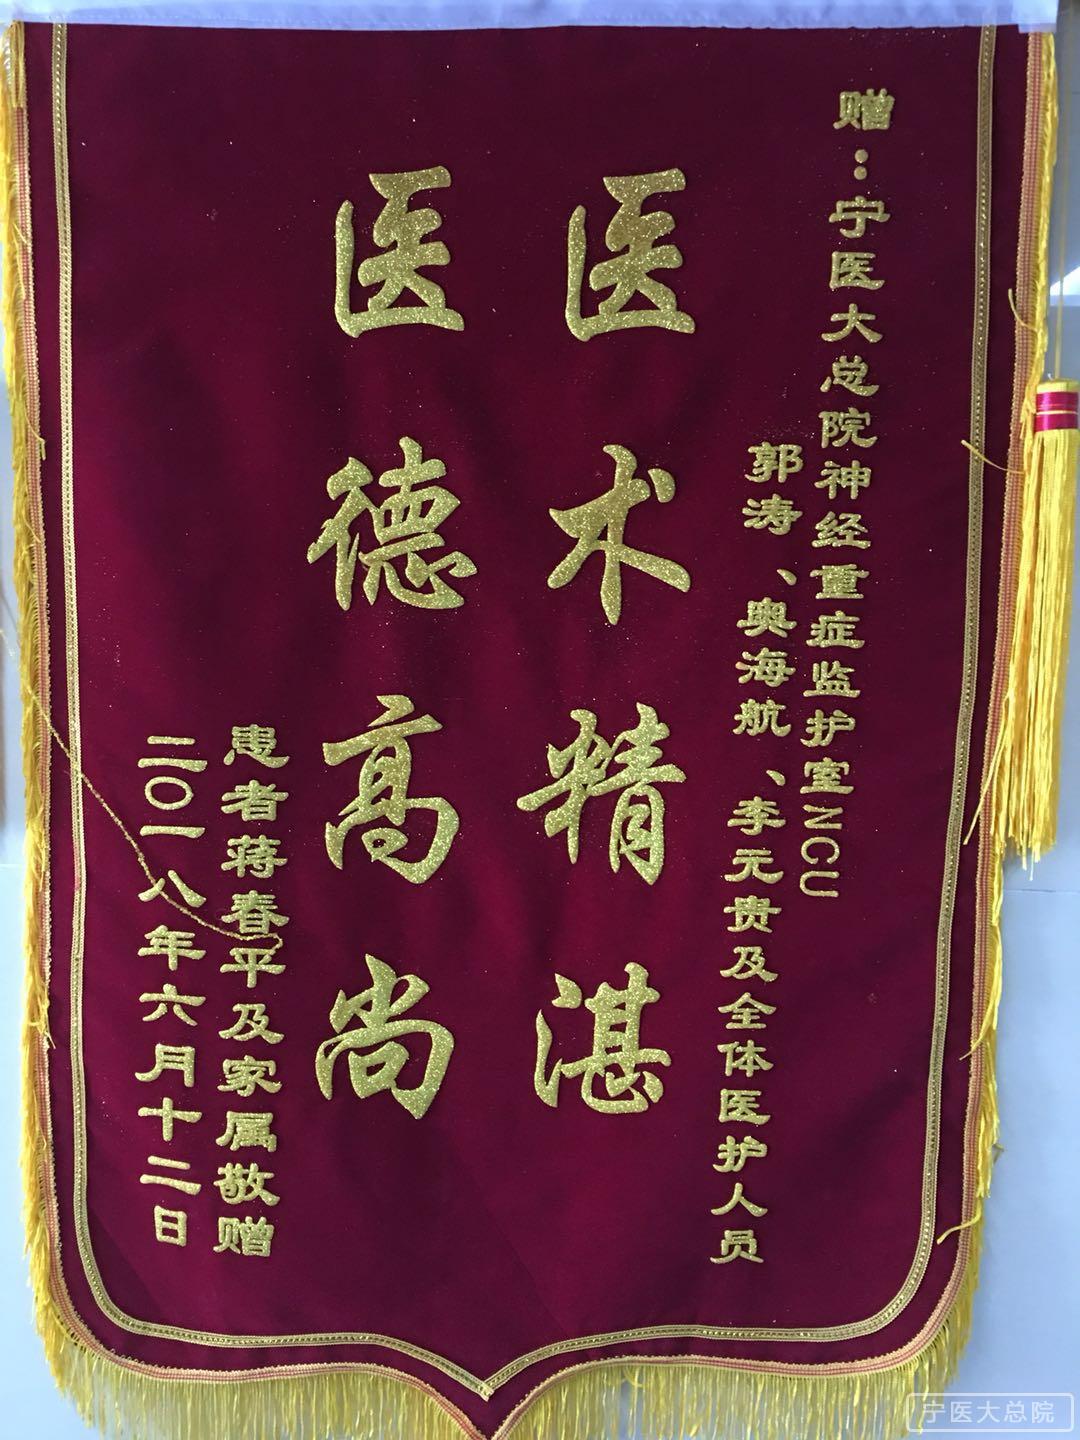 赠：宁医大总院神经重症监护室NCU
郭涛、奥海航、李元贵及全体医护人员
医术精湛
医德高尚
患者蒋春平及家属敬赠
二〇一八年六月十二日
宁医大总院